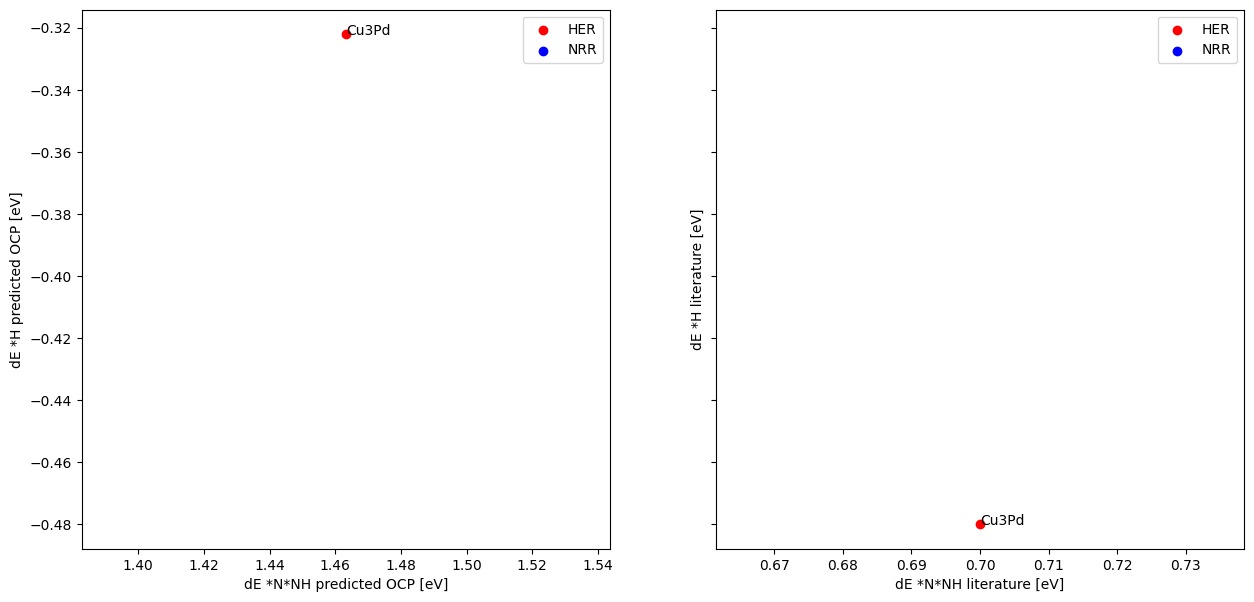 Cu3Pd
HER
NRR
−0.32
−0.34
−0.36
−0.38
−0.40
−0.42
−0.44
−0.46
−0.48
dE *H predicted OCP [eV]
1.40 1.42 1.44 1.46 1.48 1.50 1.52 1.54
dE *N*NH predicted OCP [eV]
HER
NRR
dE *H literature [eV]
Cu3Pd
0.67 0.68 0.69 0.70 0.71 0.72 0.73
dE *N*NH literature [eV]